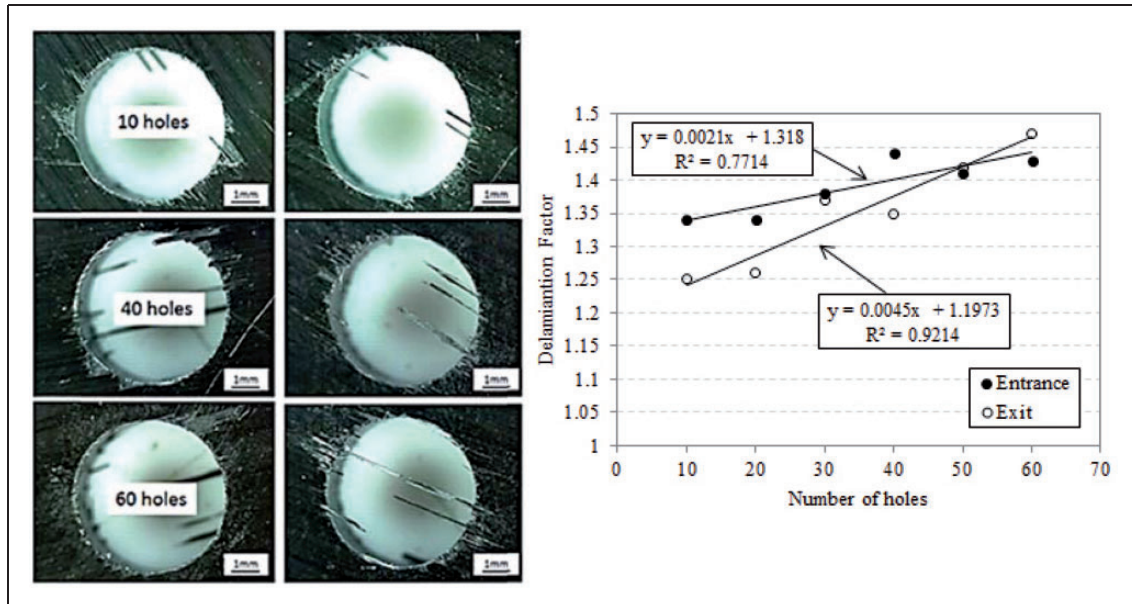 10 holes
1mm
1mm
40 holes
1mm
1mm
60 holes
1mm
1mm
1.5
1.45
1.4
1.35
1.3
1.25
1.2
1.15
1.1
1.05
1
Delamiantion Factor
y = 0.0021x + 1.318
R² = 0.7714
y = 0.0045x + 1.1973
R² = 0.9214
Entrance
Exit
0 10 20 30 40 50 60 70
Number of holes